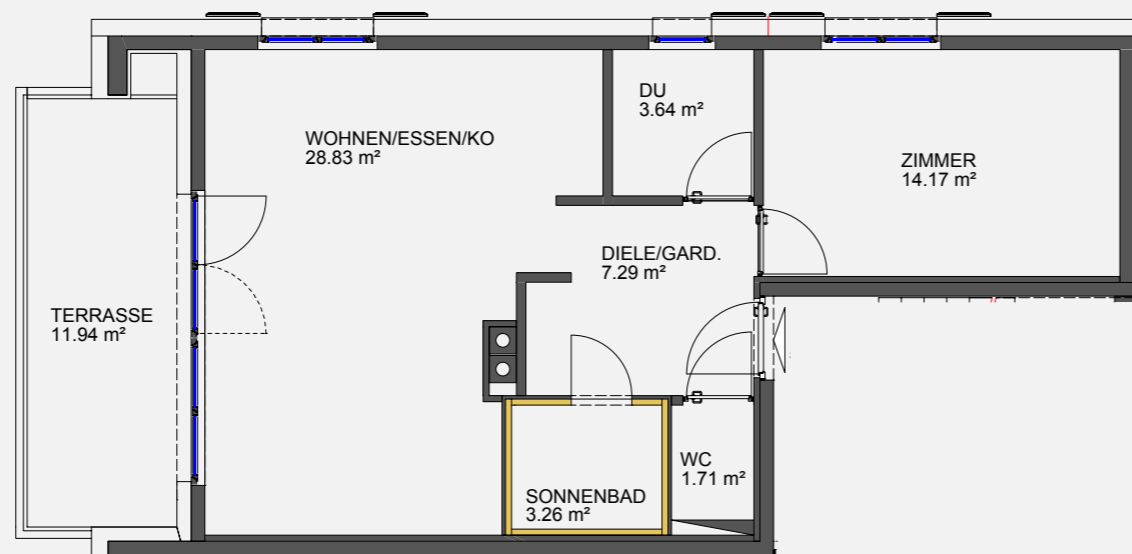 DU
3.64 m²
WOHNEN/ESSEN/KO
28.83 m²
ZIMMER
14.17 m²
DIELE/GARD.
7.29 m²
TERRASSE
11.94 m²
WC
1.71 m²
SONNENBAD
3.26 m²